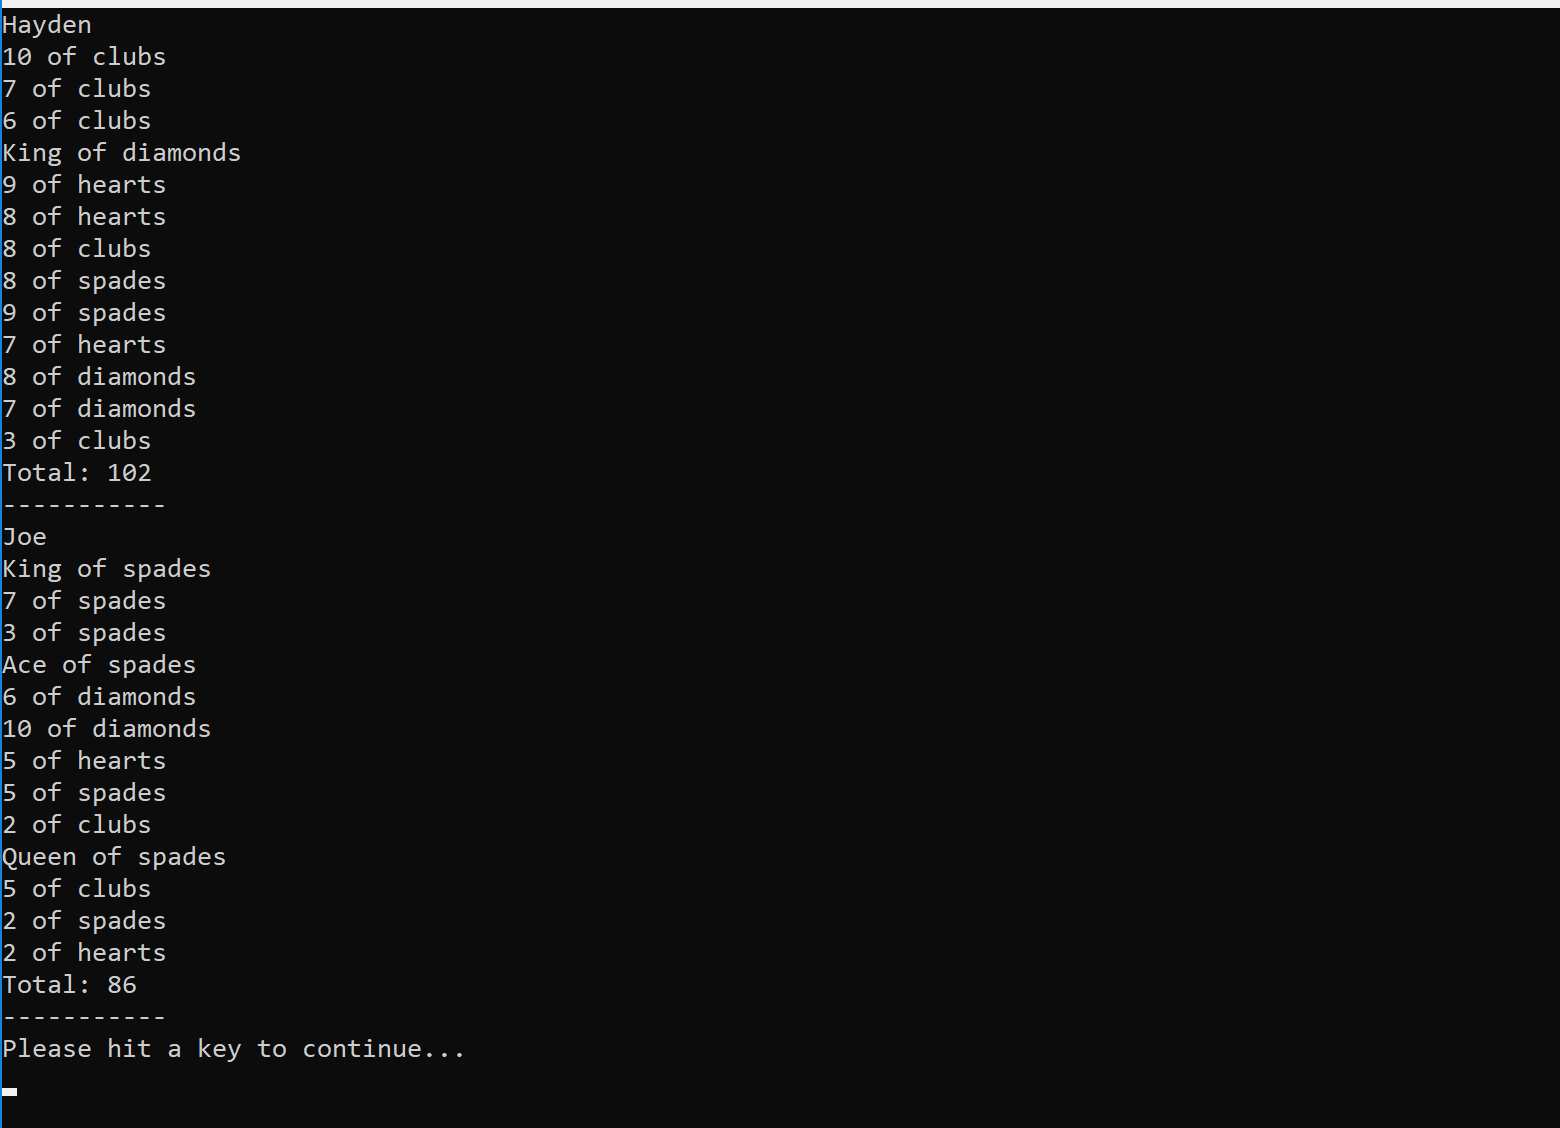 Hayden
10 of clubs
7 of clubs
6 of clubs
King of diamonds
9 of hearts
8 of hearts
8 of clubs
8 of spades
9 of spades
7 of hearts
8 of diamonds
7 of diamonds
3 of clubs
Total: 102
-----------
Joe
King of spades
7 of spades
3 of spades
Ace of spades
6 of diamonds
10 of diamonds
5 of hearts
5 of spades
2 of clubs
Queen of spades
5 of clubs
2 of spades
2 of hearts
Total: 86
-----------
Please hit a key to continue...